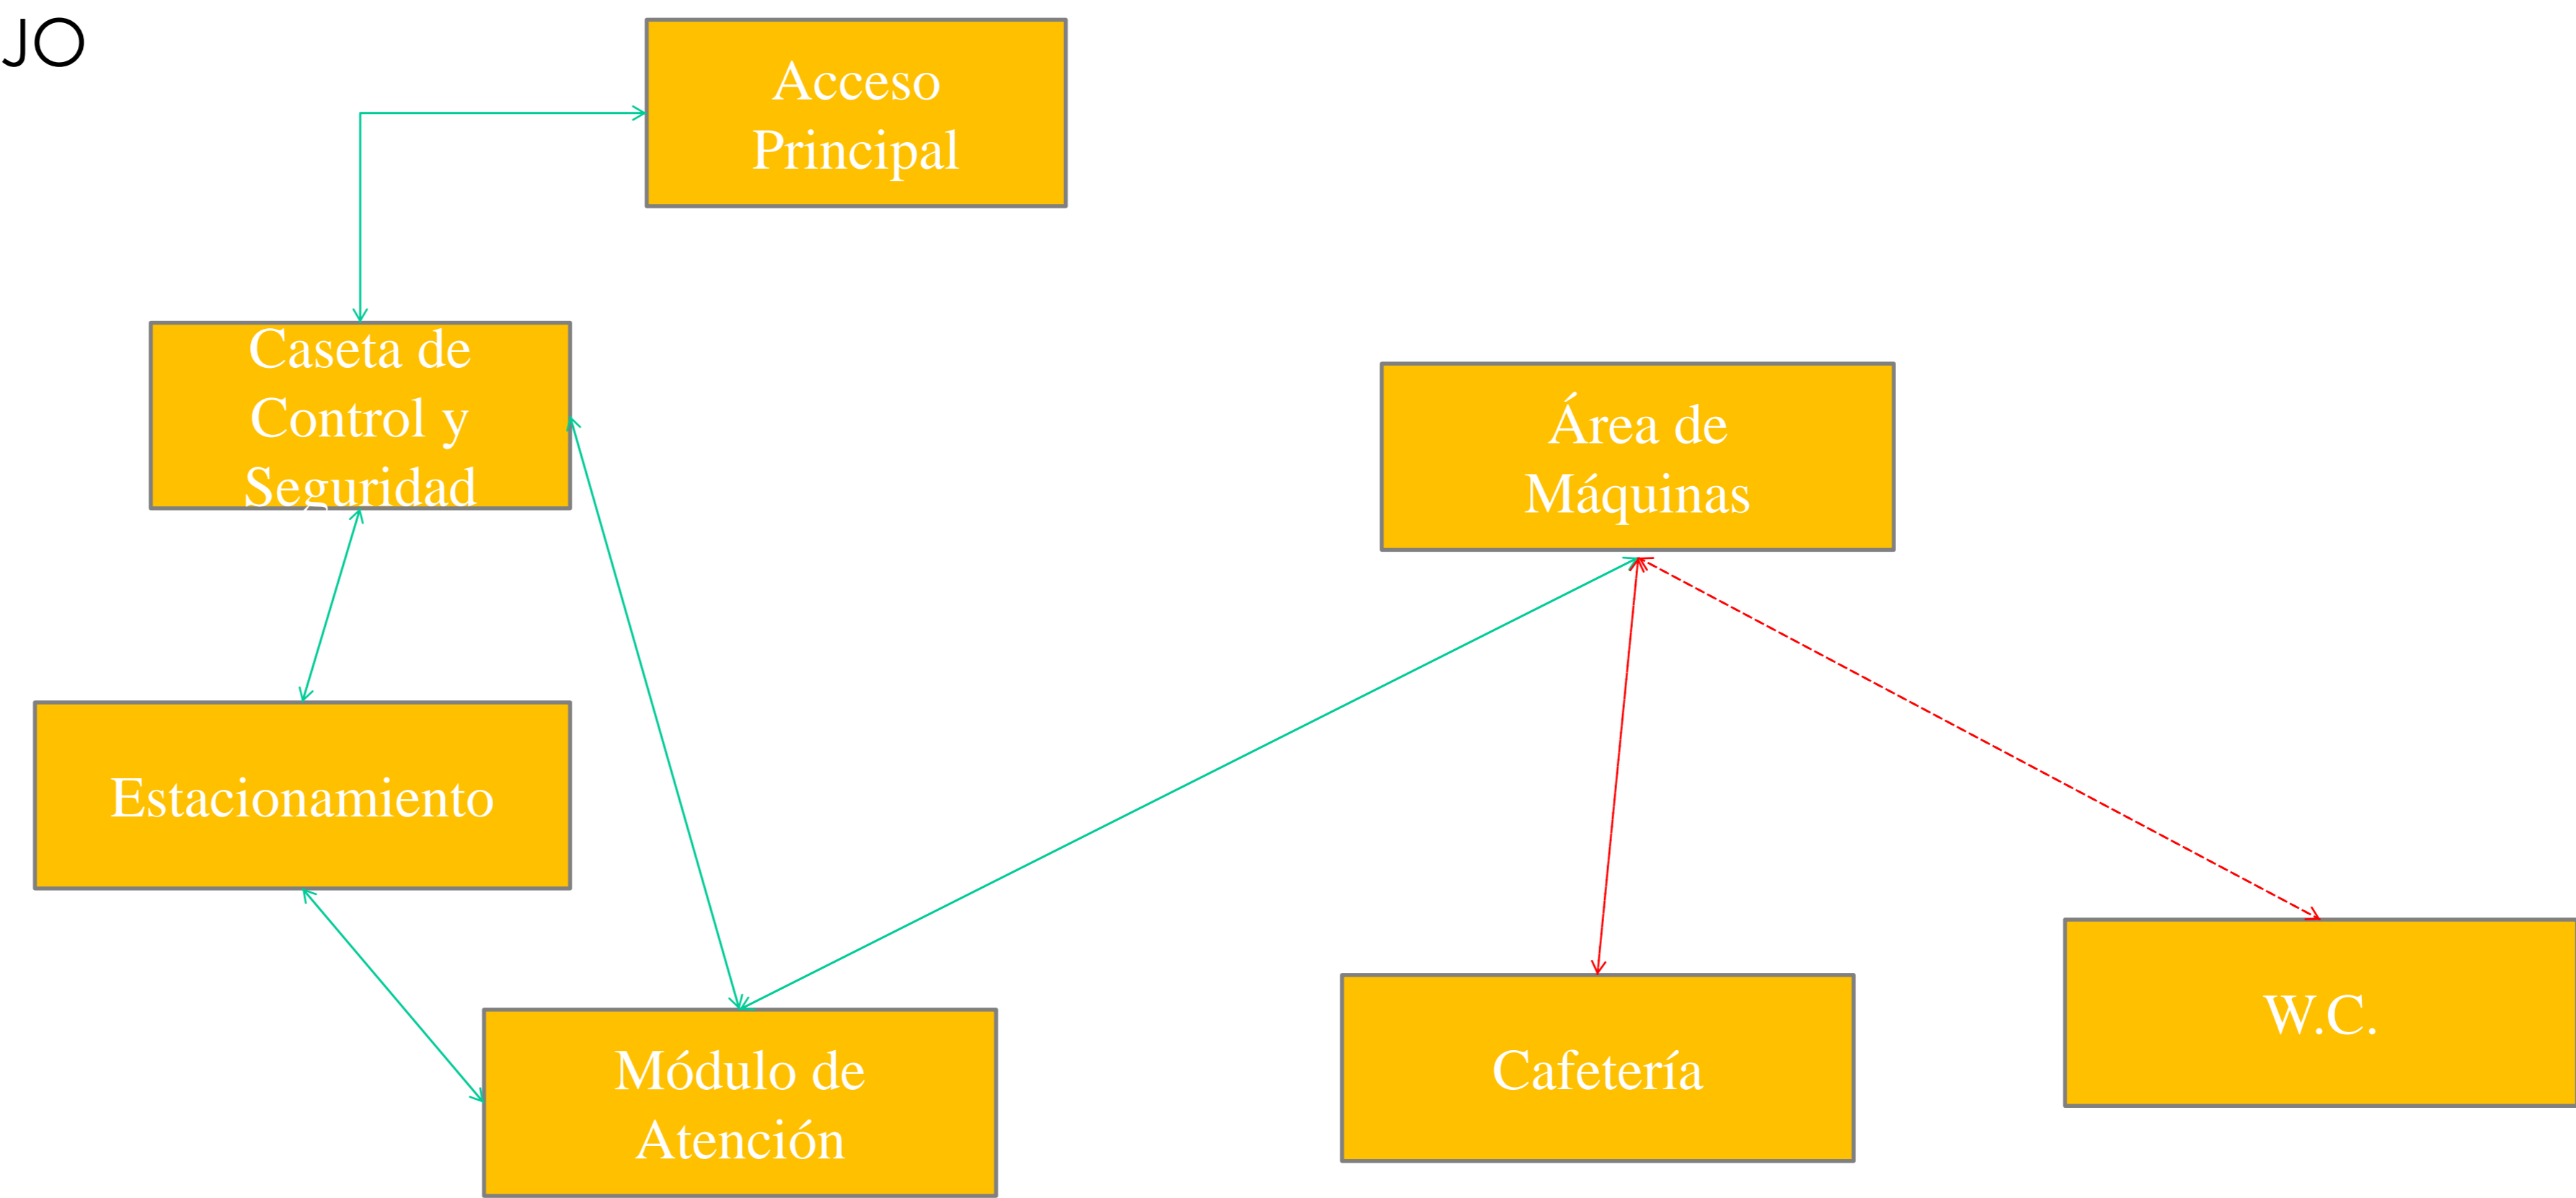 JO
Acceso
Principal
Caseta de
Control y
Seguridad
Área de
Máquinas
Estacionamiento
Módulo de
Atención
Cafetería
W.C.